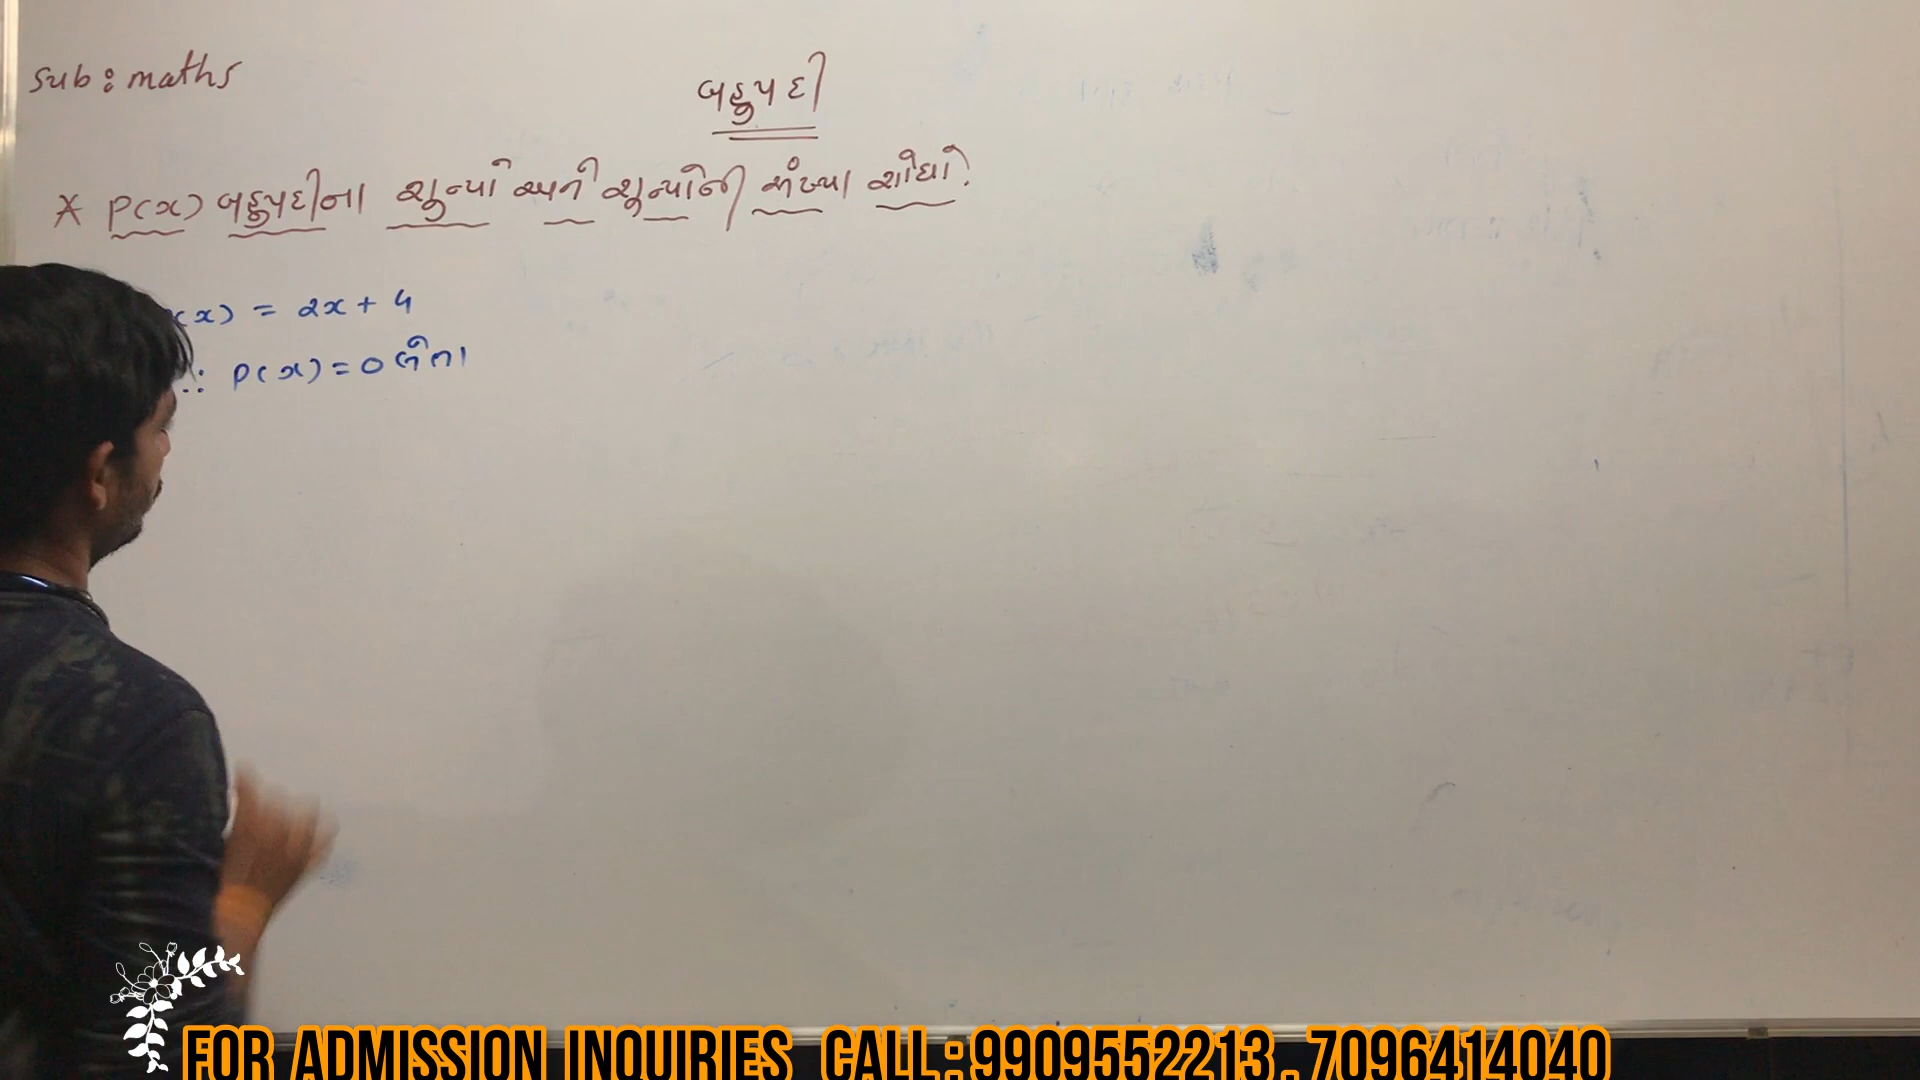 sub: maths
બહુપદી
* P(x) બહુપદીના શૂન્યો અને શૂન્યોની સંખ્યા શોધો.
(x) = 2x + 4
∴ P(x) = 0 લેતા
FOR ADMISSION INQUIRIES CALL : 9909552213 , 7096414040